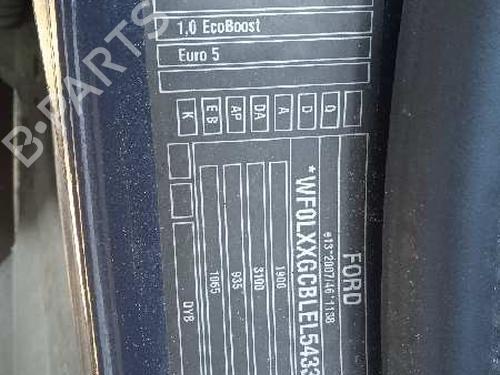 1,0 EcoBoost
Euro 5
K EB AP DA A D Q
FORD
e13*2007/46*1138
*WF0LXXGCBLEL5433
1900
3100
935
1065
DYB
B-PARTS